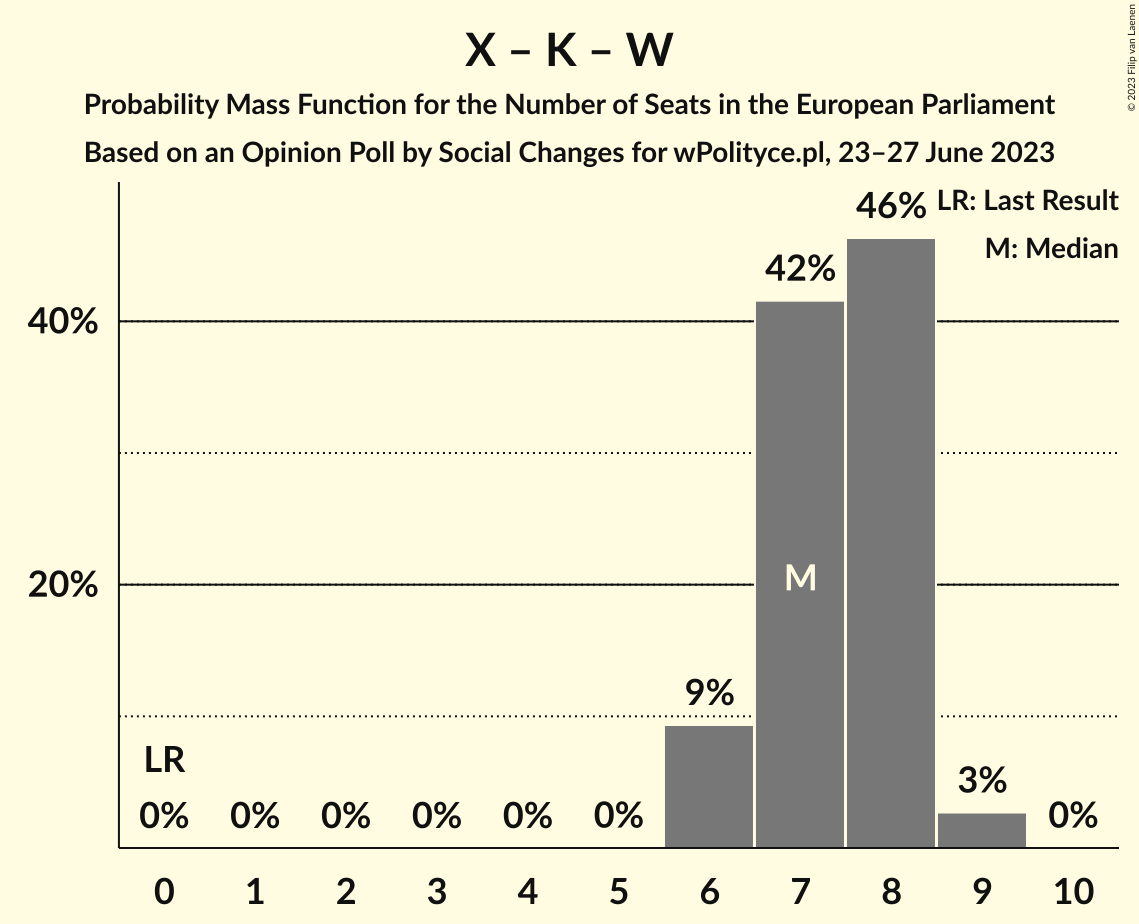 X – K – W
Probability Mass Function for the Number of Seats in the European Parliament
Based on an Opinion Poll by Social Changes for wPolityce.pl, 23–27 June 2023
© 2023 Filip van Laenen
LR: Last Result
M: Median
46%
42%
40%
20%
M
9%
LR
3%
0% 0% 0% 0% 0% 0% 0%
0 1 2 3 4 5 6 7 8 9 10